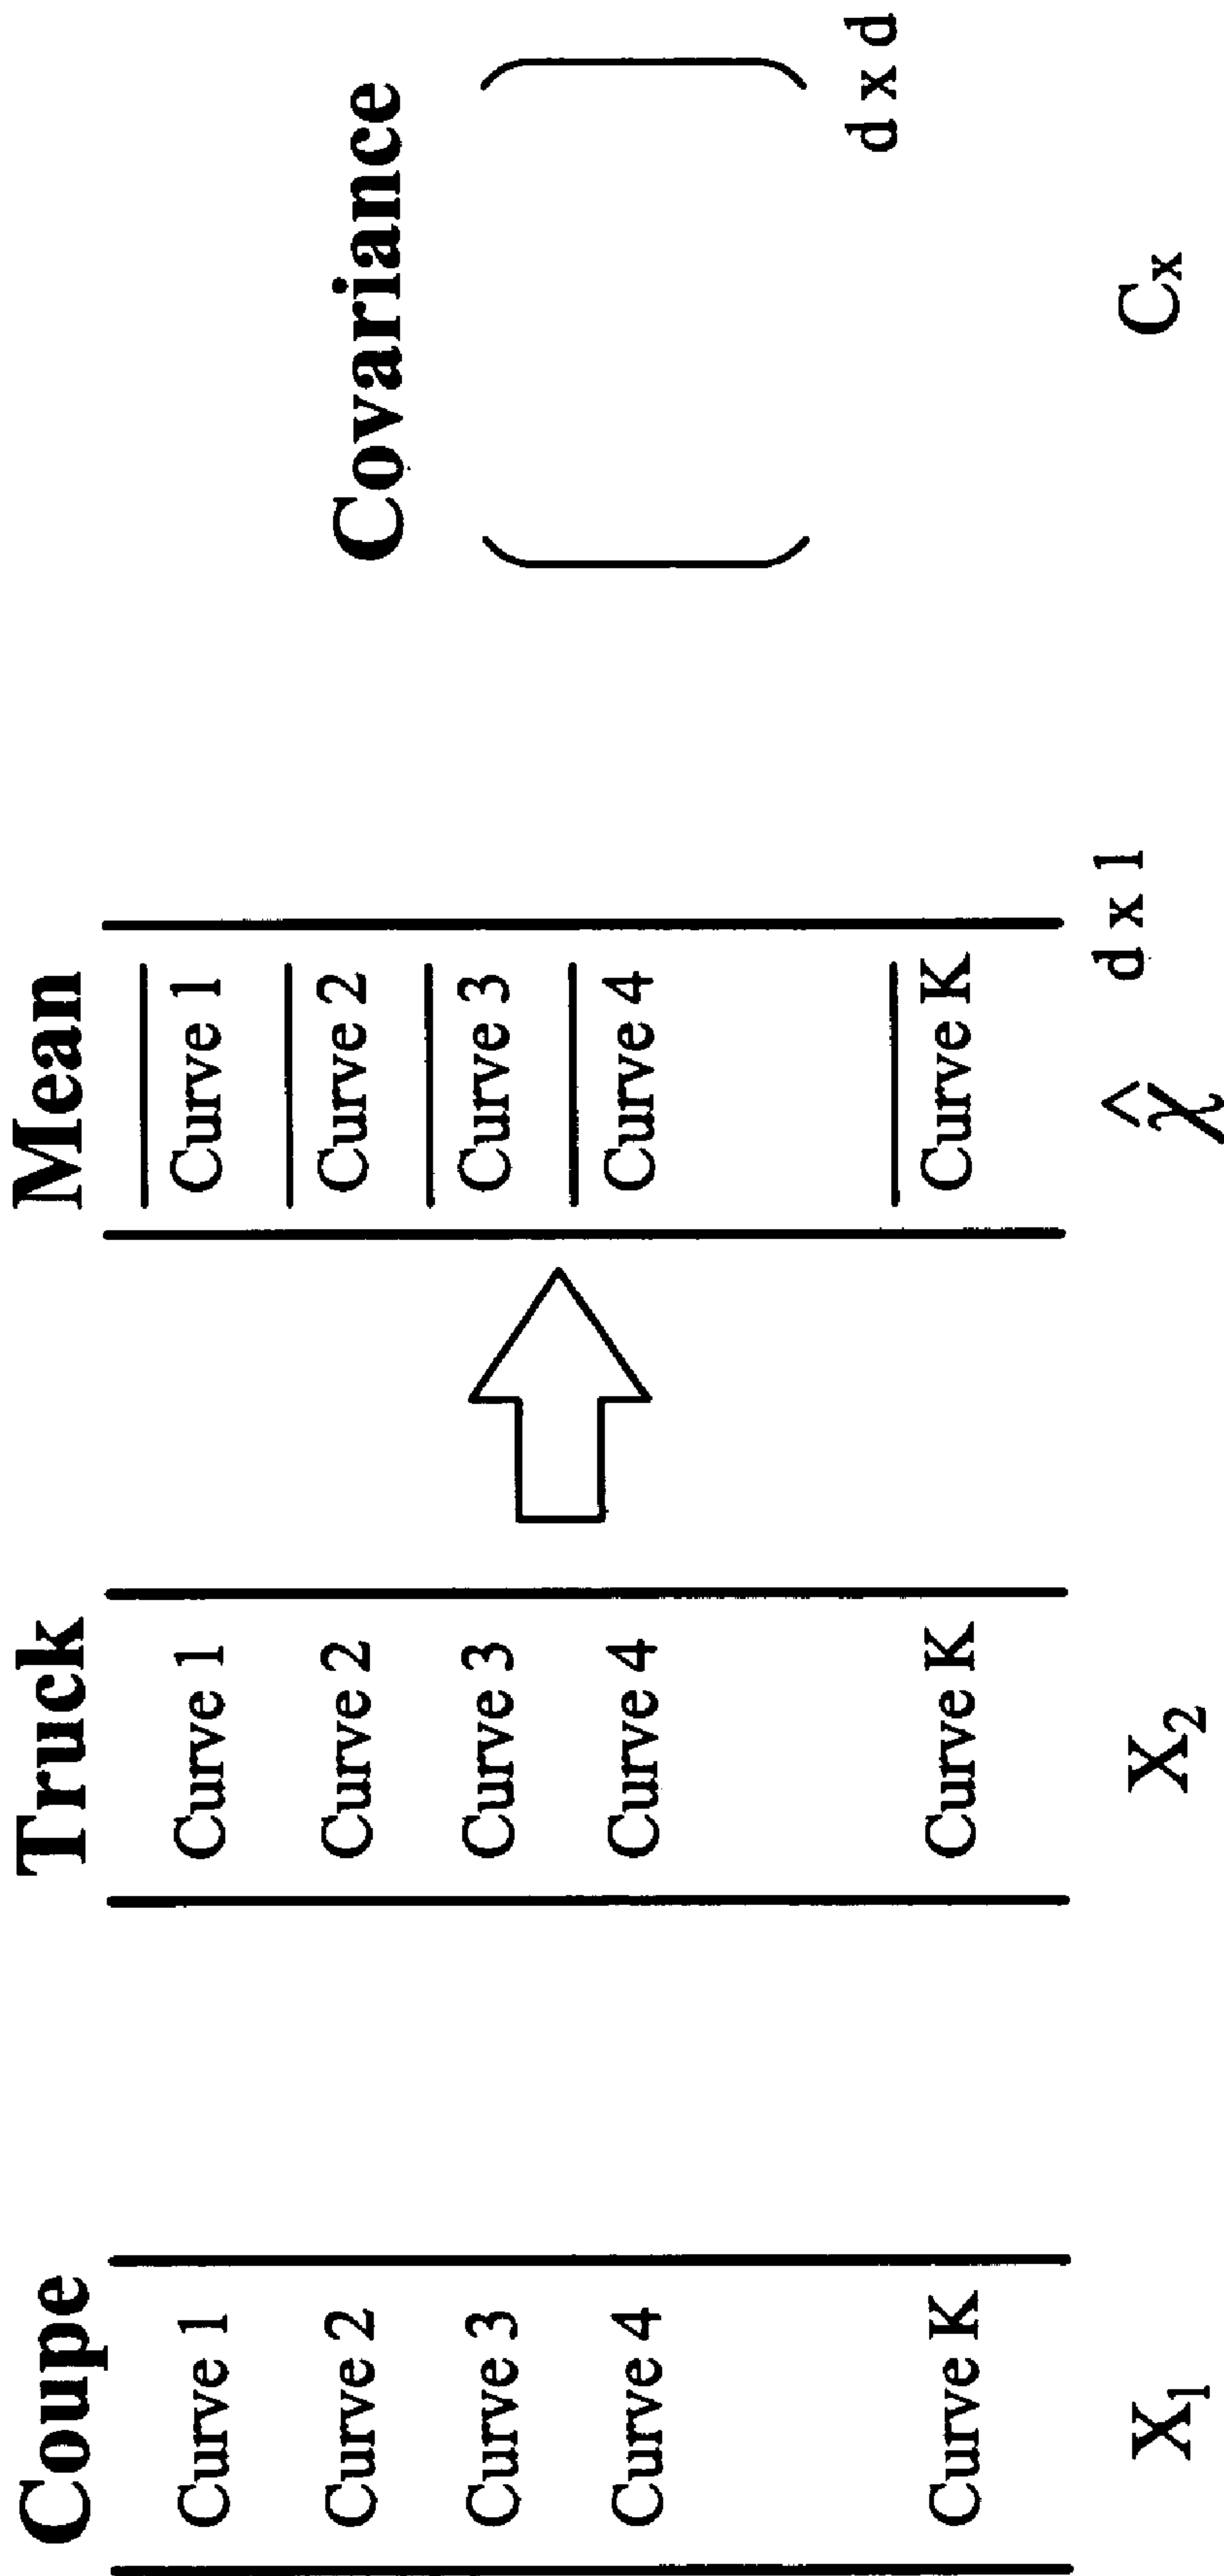 Coupe
Curve 1
Curve 2
Curve 3
Curve 4
Curve K
X₁
Truck
Curve 1
Curve 2
Curve 3
Curve 4
Curve K
X₂
Mean
Curve 1
Curve 2
Curve 3
Curve 4
Curve K
χ̂ d x 1
Covariance
d x d
Cₓ